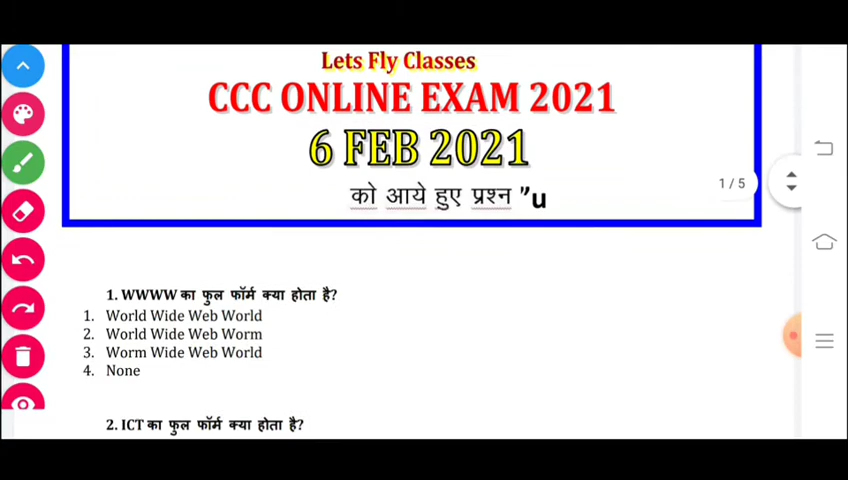 Lets Fly Classes
CCC ONLINE EXAM 2021
6 FEB 2021
को आये हुए प्रश्न ”u
1 / 5
1. WWWW का फुल फॉर्म क्या होता है?
1. World Wide Web World
2. World Wide Web Worm
3. Worm Wide Web World
4. None
2. ICT का फुल फॉर्म क्या होता है?